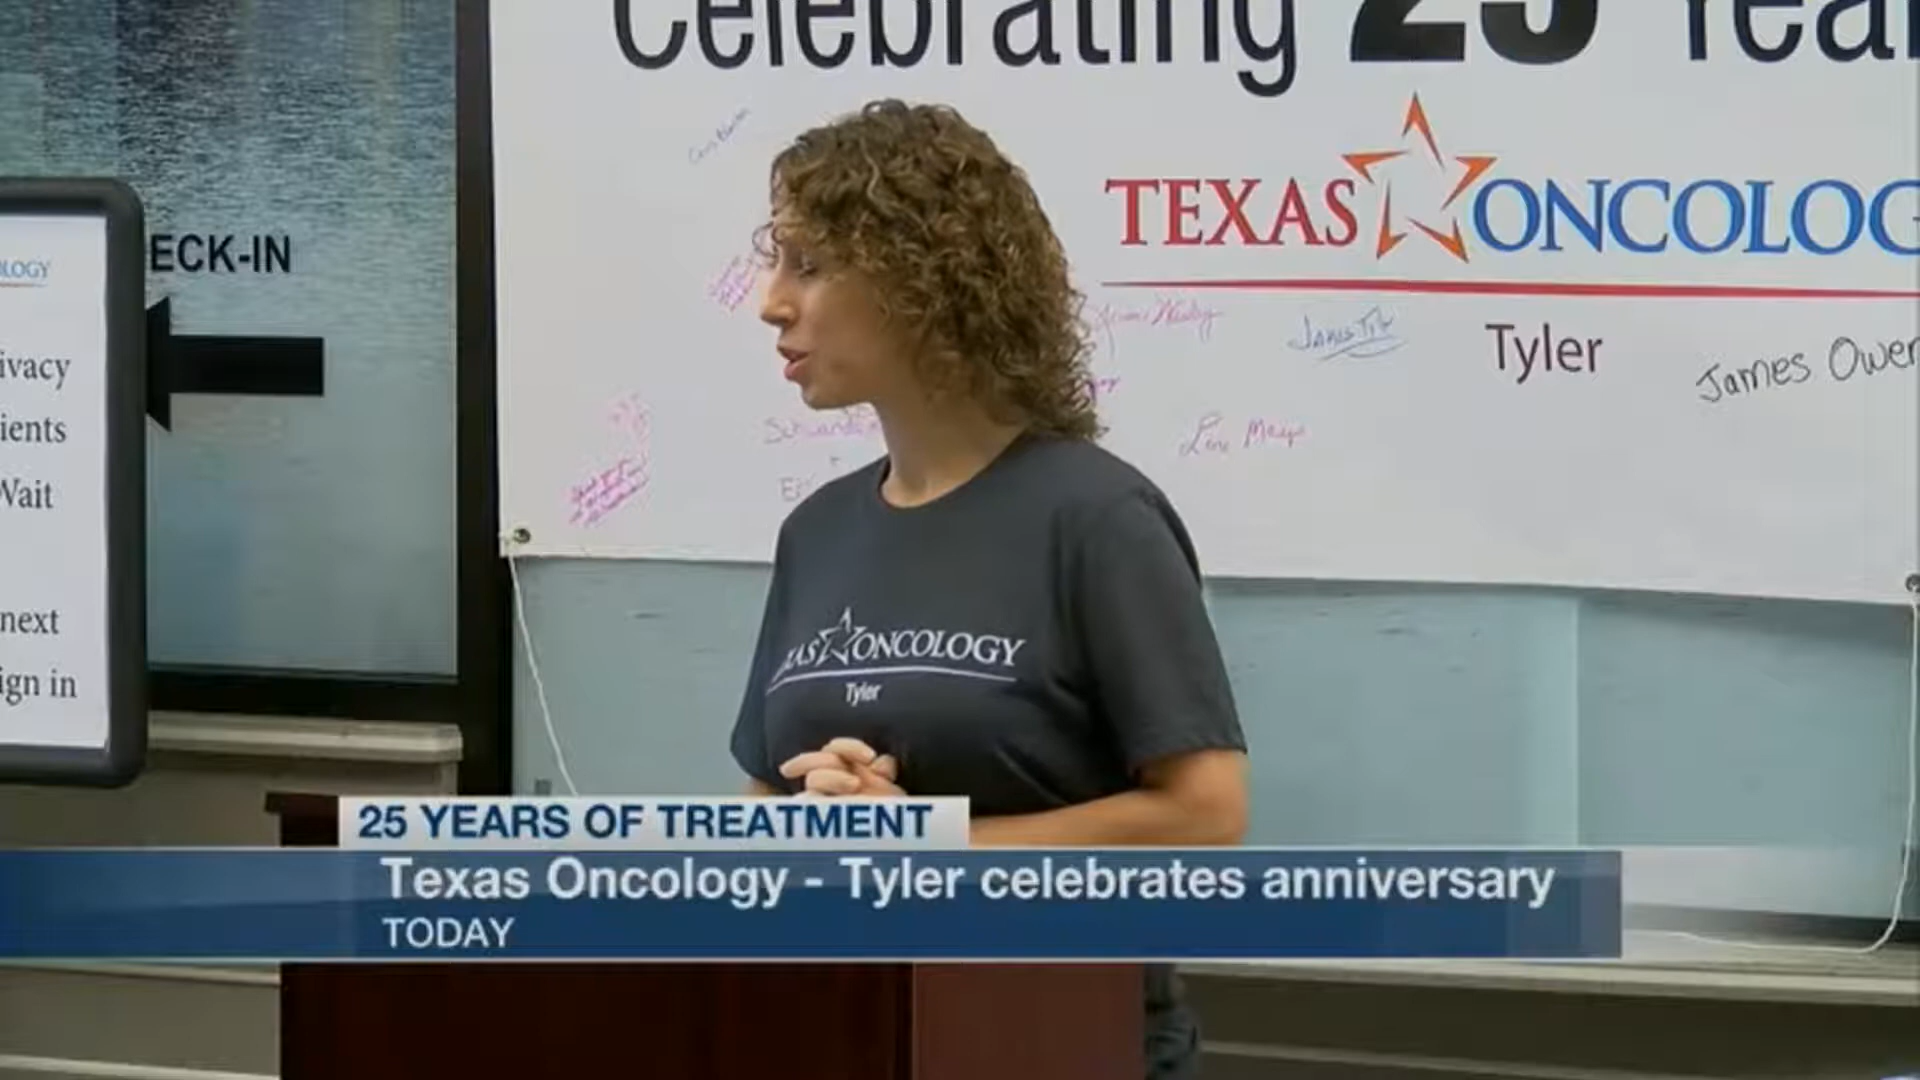 Celebrating 25 Year
TEXAS ONCOLOG
Tyler
James Owen
LOGY
ECK-IN
ivacy
ients
Wait
next
ign in
XAS ONCOLOGY
Tyler
25 YEARS OF TREATMENT
Texas Oncology - Tyler celebrates anniversary
TODAY